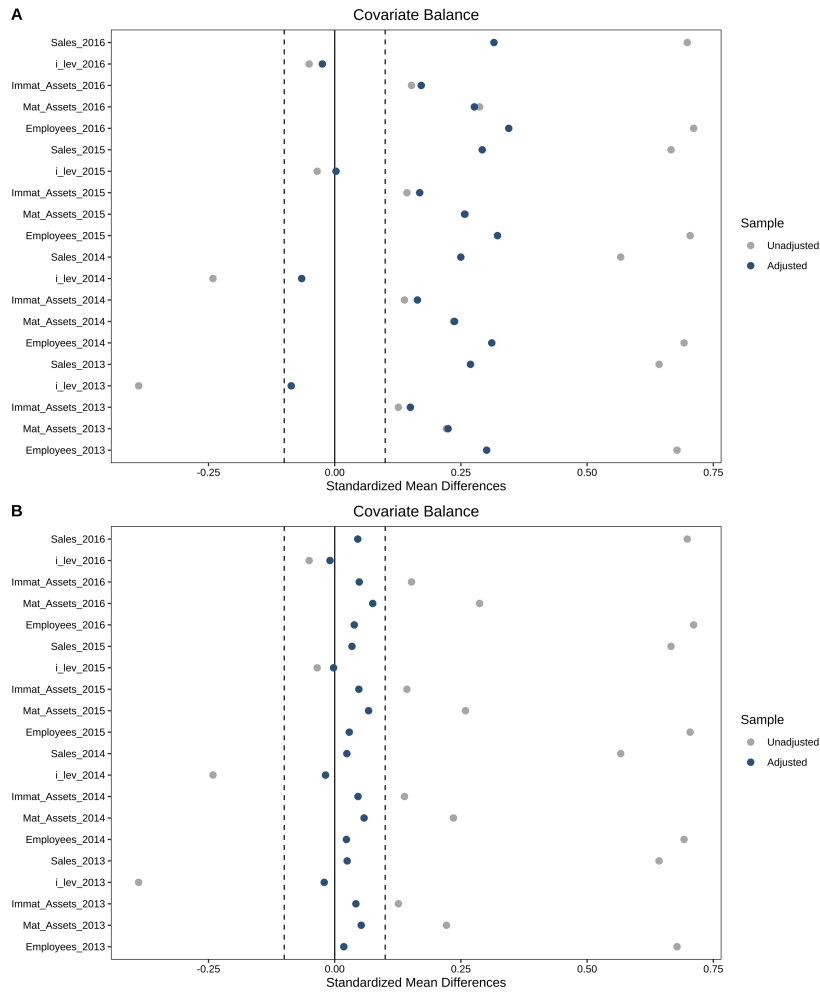 A
Covariate Balance
Sales_2016
i_lev_2016
Immat_Assets_2016
Mat_Assets_2016
Employees_2016
Sales_2015
i_lev_2015
Immat_Assets_2015
Mat_Assets_2015
Employees_2015
Sales_2014
i_lev_2014
Immat_Assets_2014
Mat_Assets_2014
Employees_2014
Sales_2013
i_lev_2013
Immat_Assets_2013
Mat_Assets_2013
Employees_2013
-0.25 0.00 0.25 0.50 0.75
Standardized Mean Differences
Sample
Unadjusted
Adjusted
B
Covariate Balance
Sales_2016
i_lev_2016
Immat_Assets_2016
Mat_Assets_2016
Employees_2016
Sales_2015
i_lev_2015
Immat_Assets_2015
Mat_Assets_2015
Employees_2015
Sales_2014
i_lev_2014
Immat_Assets_2014
Mat_Assets_2014
Employees_2014
Sales_2013
i_lev_2013
Immat_Assets_2013
Mat_Assets_2013
Employees_2013
-0.25 0.00 0.25 0.50 0.75
Standardized Mean Differences
Sample
Unadjusted
Adjusted